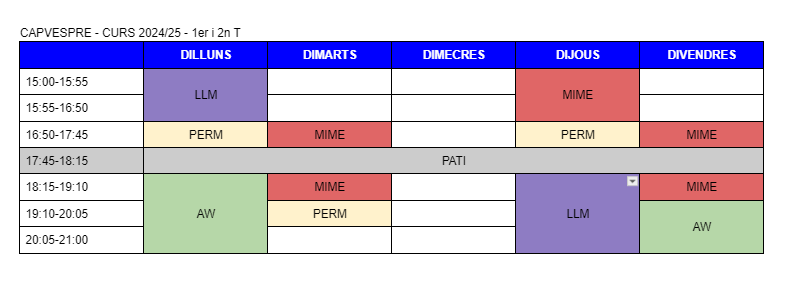 CAPVESPRE - CURS 2024/25 - 1er i 2n T
DILLUNS DIMARTS DIMECRES DIJOUS DIVENDRES
15:00-15:55
LLM MIME
15:55-16:50
16:50-17:45 PERM MIME PERM MIME
17:45-18:15 PATI
18:15-19:10 MIME MIME
19:10-20:05 AW PERM LLM
AW
20:05-21:00